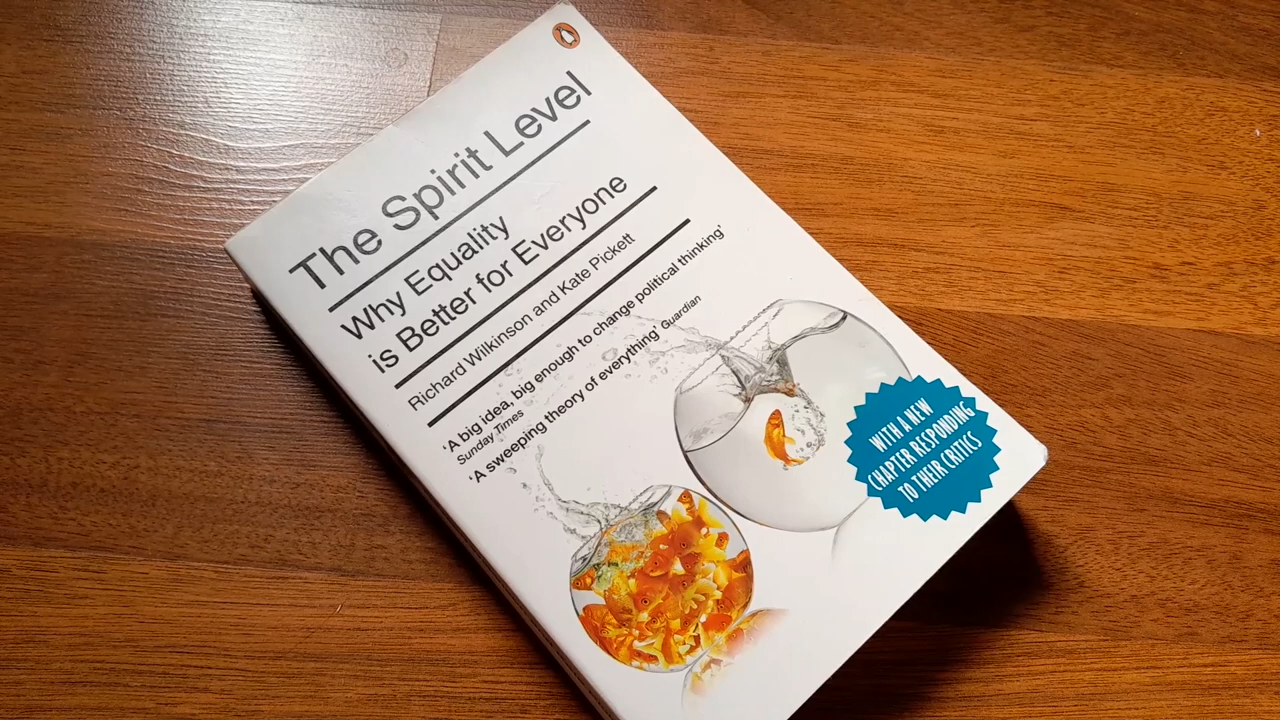 The Spirit Level
Why Equality
is Better for Everyone
Richard Wilkinson and Kate Pickett
‘A big idea, big enough to change political thinking’
Sunday Times
‘A sweeping theory of everything’ Guardian
WITH A NEW
CHAPTER RESPONDING
TO THEIR CRITICS